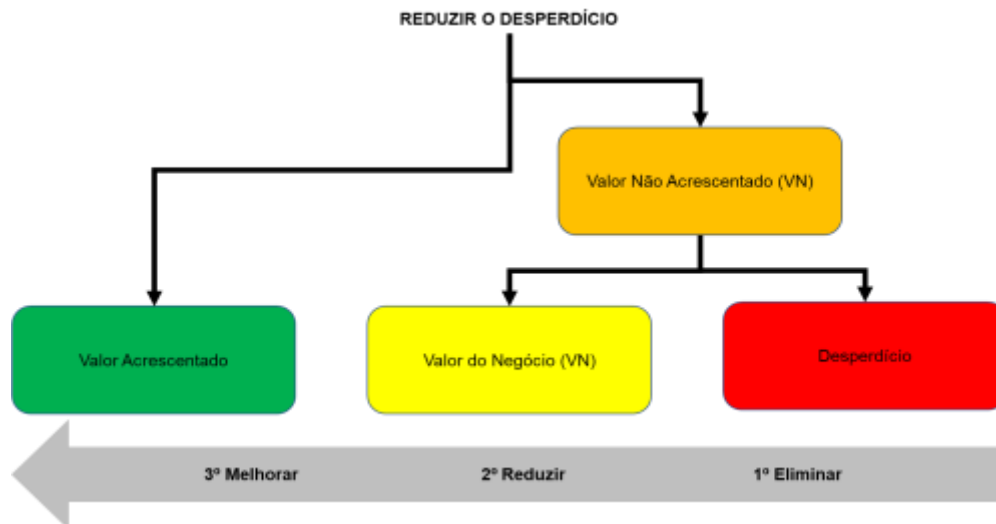 REDUZIR O DESPERDÍCIO
Valor Não Acrescentado (VN)
Valor Acrescentado
Valor do Negócio (VN)
Desperdício
3º Melhorar
2º Reduzir
1º Eliminar